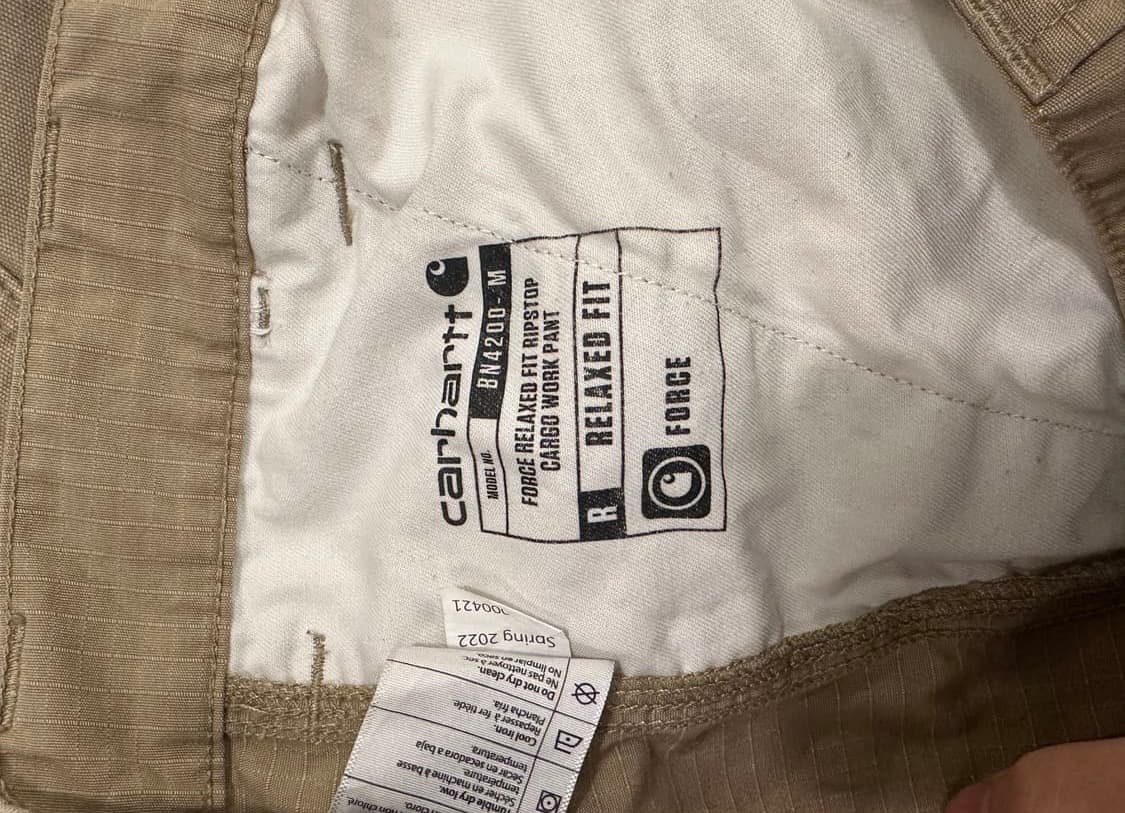 carhartt
MODEL NO. BN4200-M
FORCE RELAXED FIT RIPSTOP
CARGO WORK PANT
R RELAXED FIT
FORCE
00421
Spring 2022
Do not dry clean.
Ne pas nettoyer à sec.
No limpiar en seco.
Cool iron.
Repasser à fer tiède.
Plancha fría.
Tumble dry low.
Sécher en machine à basse
température.
Secar en secadora a baja
temperatura.